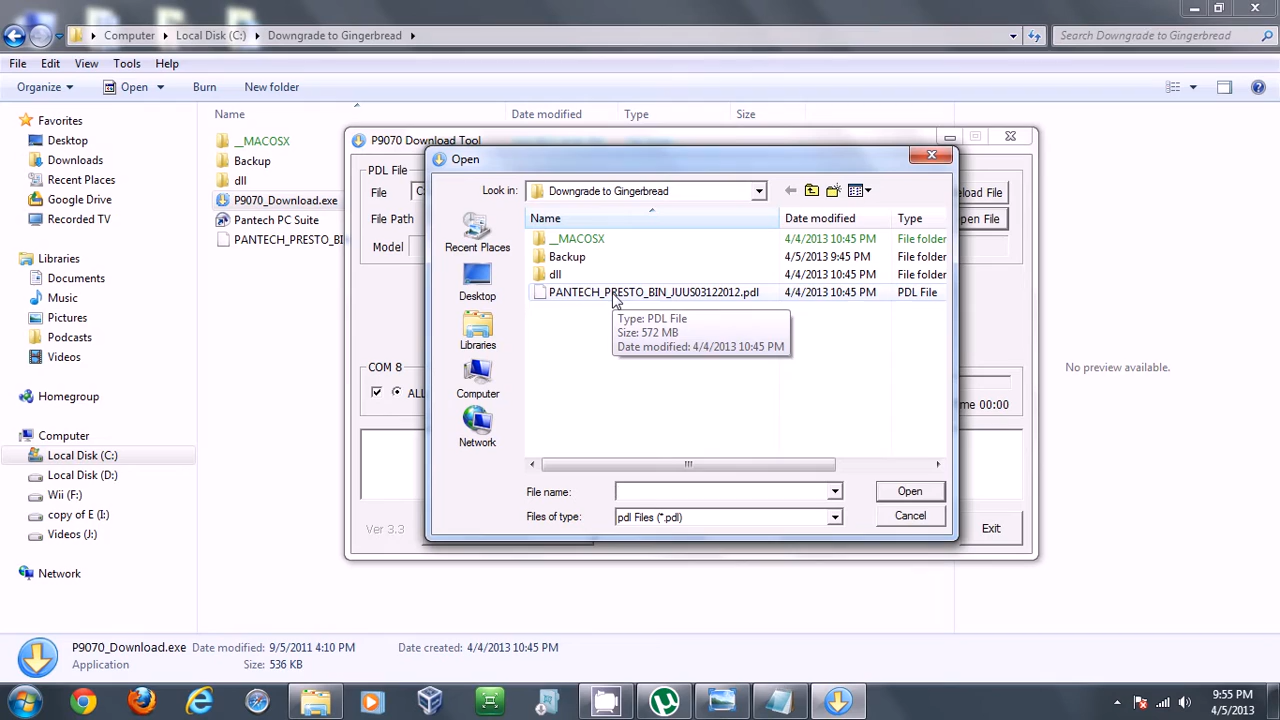 Computer Local Disk (C:) Downgrade to Gingerbread
Search Downgrade to Gingerbread
File Edit View Tools Help
Organize Open Burn New folder
Favorites
Desktop
Downloads
Recent Places
Google Drive
Recorded TV
Libraries
Documents
Music
Pictures
Podcasts
Videos
Homegroup
Computer
Local Disk (C:)
Local Disk (D:)
Wii (F:)
copy of E (I:)
Videos (J:)
Network
Name Date modified Type Size
__MACOSX
Backup
dll
P9070_Download.exe
Pantech PC Suite
PANTECH_PRESTO_BI
P9070 Download Tool
PDL File
File
File Path
Model
eload File
pen File
COM 8
ALL
me 00:00
Ver 3.3
Exit
Open
Look in: Downgrade to Gingerbread
Recent Places
Desktop
Libraries
Computer
Network
Name Date modified Type
__MACOSX 4/4/2013 10:45 PM File folder
Backup 4/5/2013 9:45 PM File folder
dll 4/4/2013 10:45 PM File folder
PANTECH_PRESTO_BIN_JUUS03122012.pdl 4/4/2013 10:45 PM PDL File
Type: PDL File
Size: 572 MB
Date modified: 4/4/2013 10:45 PM
File name: Open
Files of type: pdl Files (*.pdl) Cancel
No preview available.
P9070_Download.exe Date modified: 9/5/2011 4:10 PM Date created: 4/4/2013 10:45 PM
Application Size: 536 KB
9:55 PM
4/5/2013